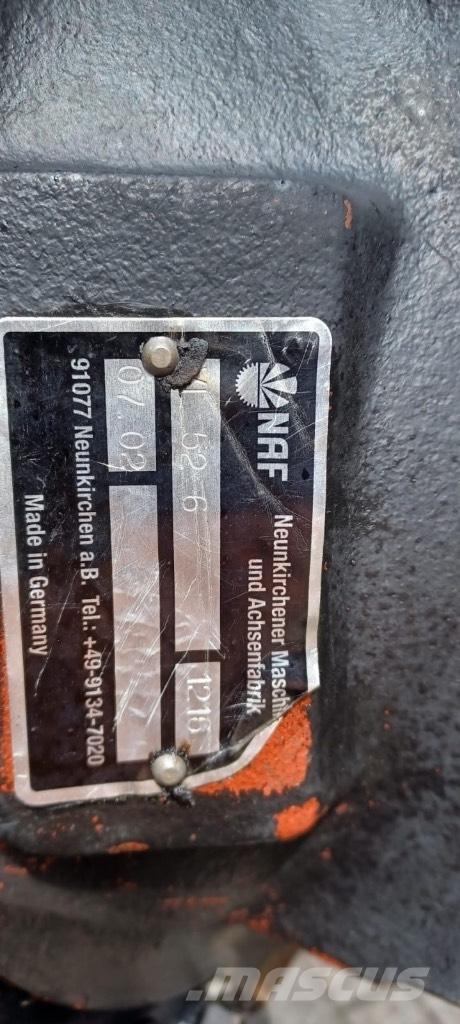 NAF
Neunkirchener
und Achsenfabrik
52 6 1216
07.02
91077 Neunkirchen a.B. Tel.: +49-9134-7020
Made in Germany
MASCUS